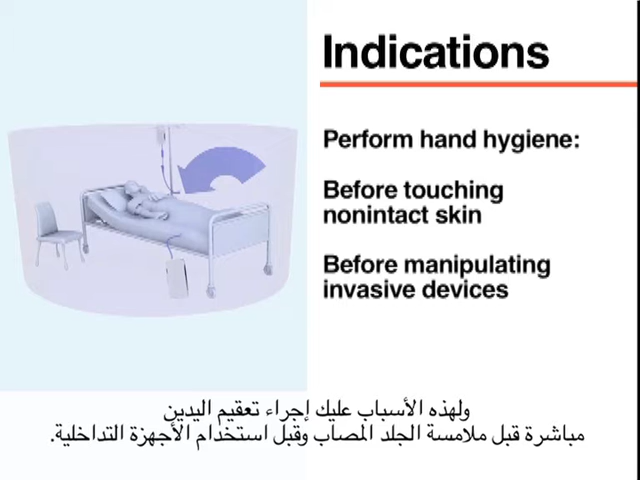 Indications
Perform hand hygiene:
Before touching
nonintact skin
Before manipulating
invasive devices
ولهذه الأسباب عليك إجراء تعقيم اليدين
مباشرة قبل ملامسة الجلد المصاب وقبل استخدام الأجهزة التداخلية.